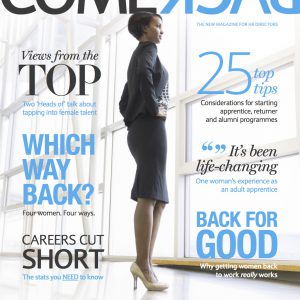 COMEBACK
THE NEW MAGAZINE FOR HR DIRECTORS
Views from the
TOP
Two 'Heads of' talk about
tapping into female talent
25 top
tips
Considerations for starting
apprentice, returner
and alumni programmes
WHICH
WAY
BACK?
Four women. Four ways.
“” It's been
life-changing
One woman's experience as
an adult apprentice
CAREERS CUT
SHORT
The stats you NEED to know
BACK FOR
GOOD
Why getting women back
to work really works